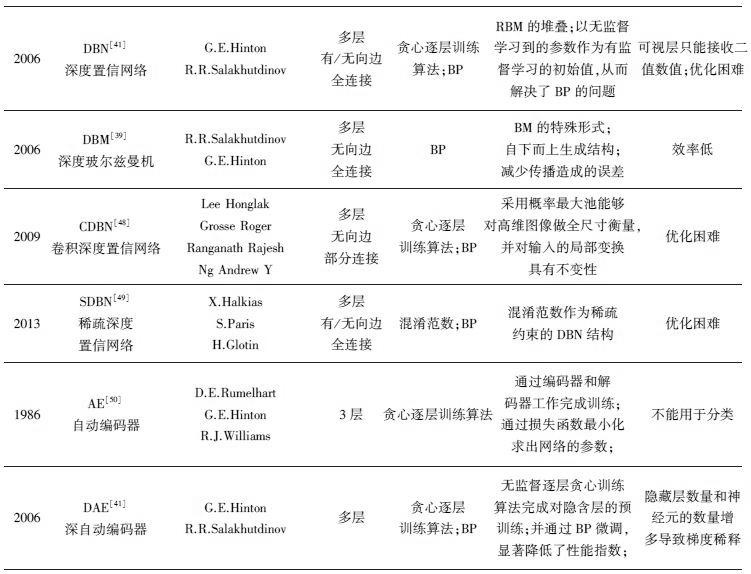 2006
DBN[41]
深度置信网络
G.E.Hinton
R.R.Salakhutdinov
多层
有/无向边
全连接
贪心逐层训练
算法;BP
RBM 的堆叠;以无监督
学习到的参数作为有监
督学习的初始值,从而
解决了 BP 的问题
可视层只能接收二
值数值;优化困难
2006
DBM[39]
深度玻尔兹曼机
R.R.Salakhutdinov
G.E.Hinton
多层
无向边
全连接
BP
BM 的特殊形式;
自下而上生成结构;
减少传播造成的误差
效率低
2009
CDBN[48]
卷积深度置信网络
Lee Honglak
Grosse Roger
Ranganath Rajesh
Ng Andrew Y
多层
无向边
部分连接
贪心逐层
训练算法;BP
采用概率最大池能够
对高维图像做全尺寸衡量,
并对输入的局部变换
具有不变性
优化困难
2013
SDBN[49]
稀疏深度
置信网络
X.Halkias
S.Paris
H.Glotin
多层
有/无向边
全连接
混淆范数;BP
混淆范数作为稀疏
约束的 DBN 结构
优化困难
1986
AE[50]
自动编码器
D.E.Rumelhart
G.E.Hinton
R.J.Williams
3 层
贪心逐层训练算法
通过编码器和解
码器工作完成训练;
通过损失函数最小化
求出网络的参数;
不能用于分类
2006
DAE[41]
深自动编码器
G.E.Hinton
R.R.Salakhutdinov
多层
贪心逐层
训练算法;BP
无监督逐层贪心训练
算法完成对隐含层的预
训练;并通过 BP 微调,
显著降低了性能指数;
隐藏层数量和神
经元的数量增
多导致梯度稀释